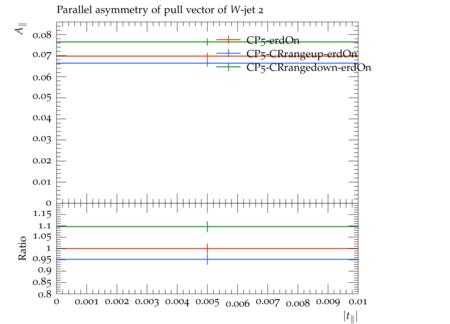 Parallel asymmetry of pull vector of W-jet 2
A∥
0.08
0.07
0.06
0.05
0.04
0.03
0.02
0.01
0
CP5-erdOn
CP5-CRrangeup-erdOn
CP5-CRrangedown-erdOn
Ratio
1.15
1.1
1.05
1
0.95
0.9
0.85
0.8
0 0.001 0.002 0.003 0.004 0.005 0.006 0.007 0.008 0.009 0.01
|t∥|